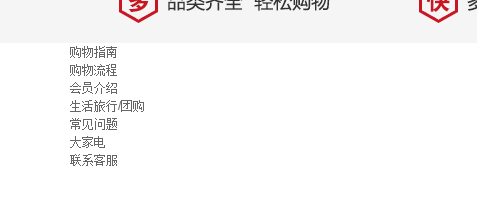 多 品类齐全 轻松购物 快
购物指南
购物流程
会员介绍
生活旅行/团购
常见问题
大家电
联系客服